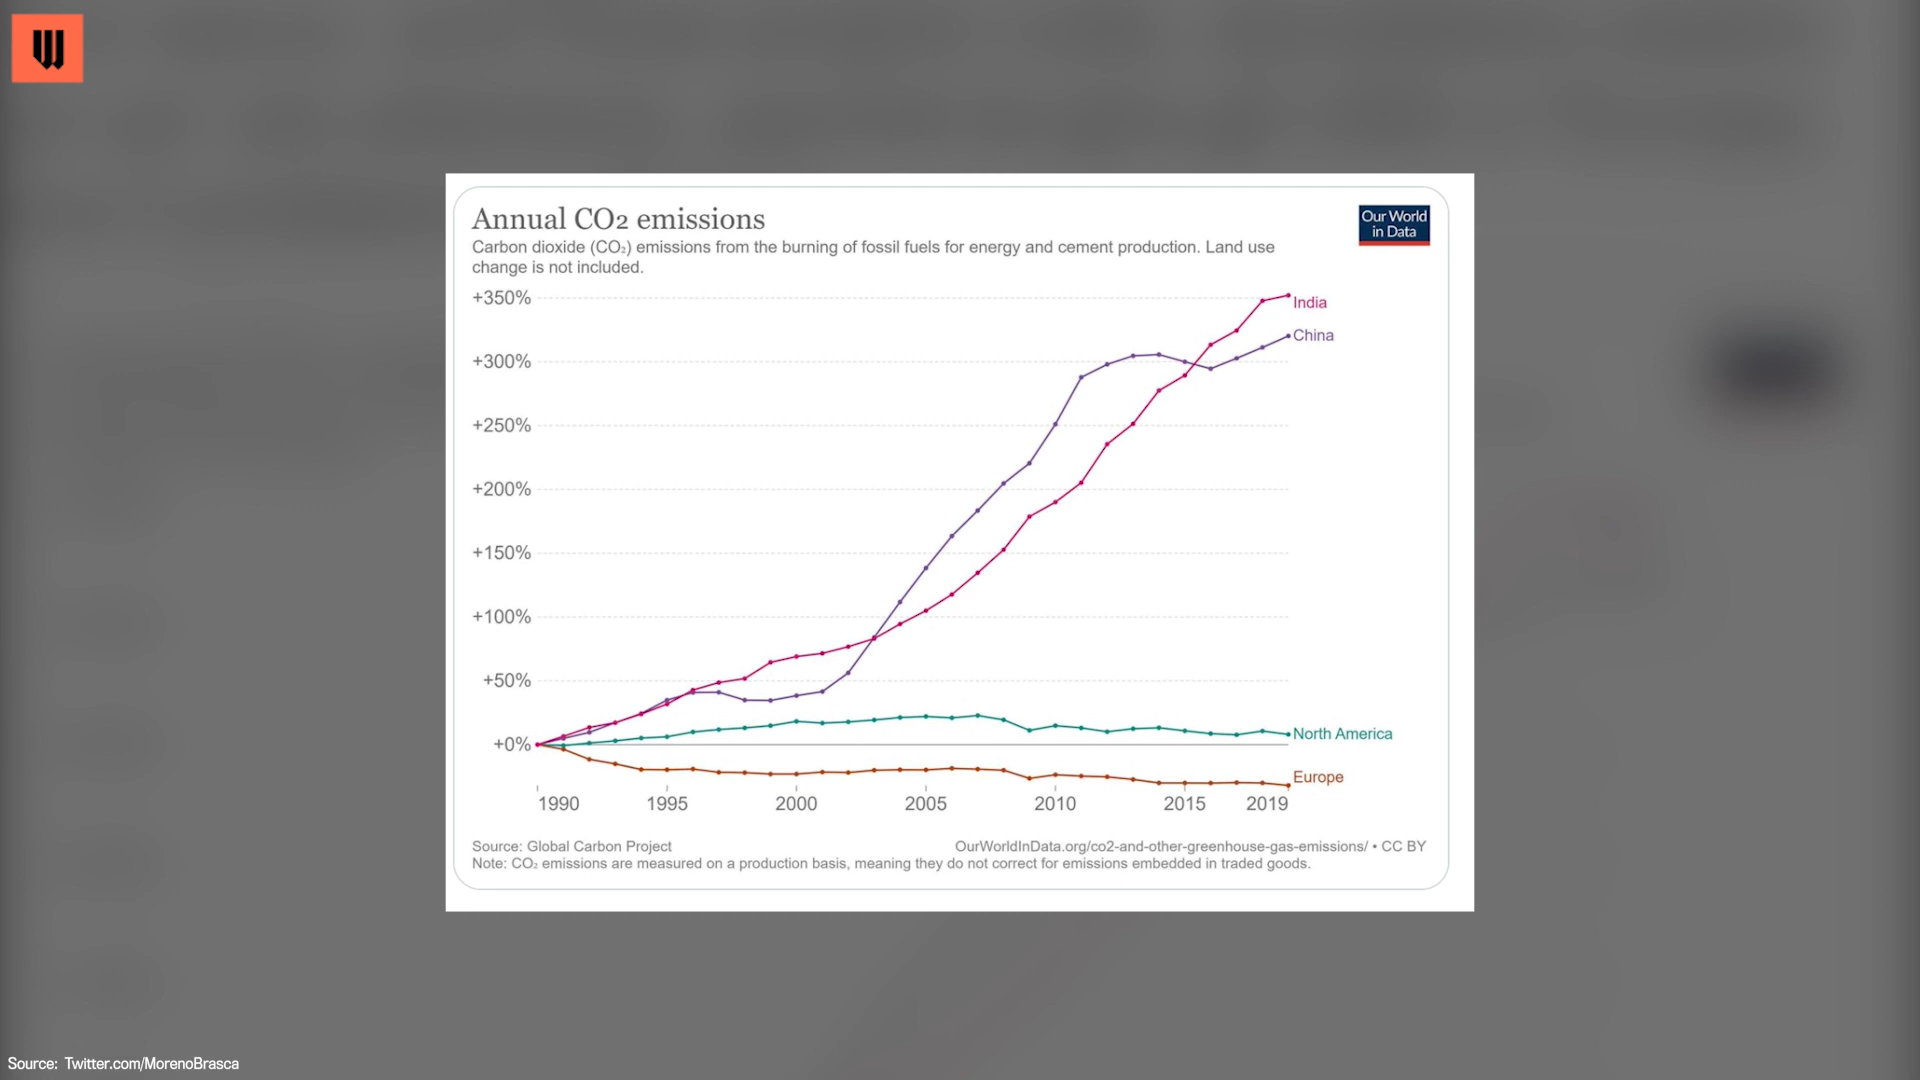 W
Annual CO2 emissions
Our World
in Data
Carbon dioxide (CO₂) emissions from the burning of fossil fuels for energy and cement production. Land use
change is not included.
+350%
+300%
+250%
+200%
+150%
+100%
+50%
+0%
India
China
North America
Europe
1990 1995 2000 2005 2010 2015 2019
Source: Global Carbon Project
OurWorldInData.org/co2-and-other-greenhouse-gas-emissions/ • CC BY
Note: CO₂ emissions are measured on a production basis, meaning they do not correct for emissions embedded in traded goods.
Source: Twitter.com/MorenoBrasca